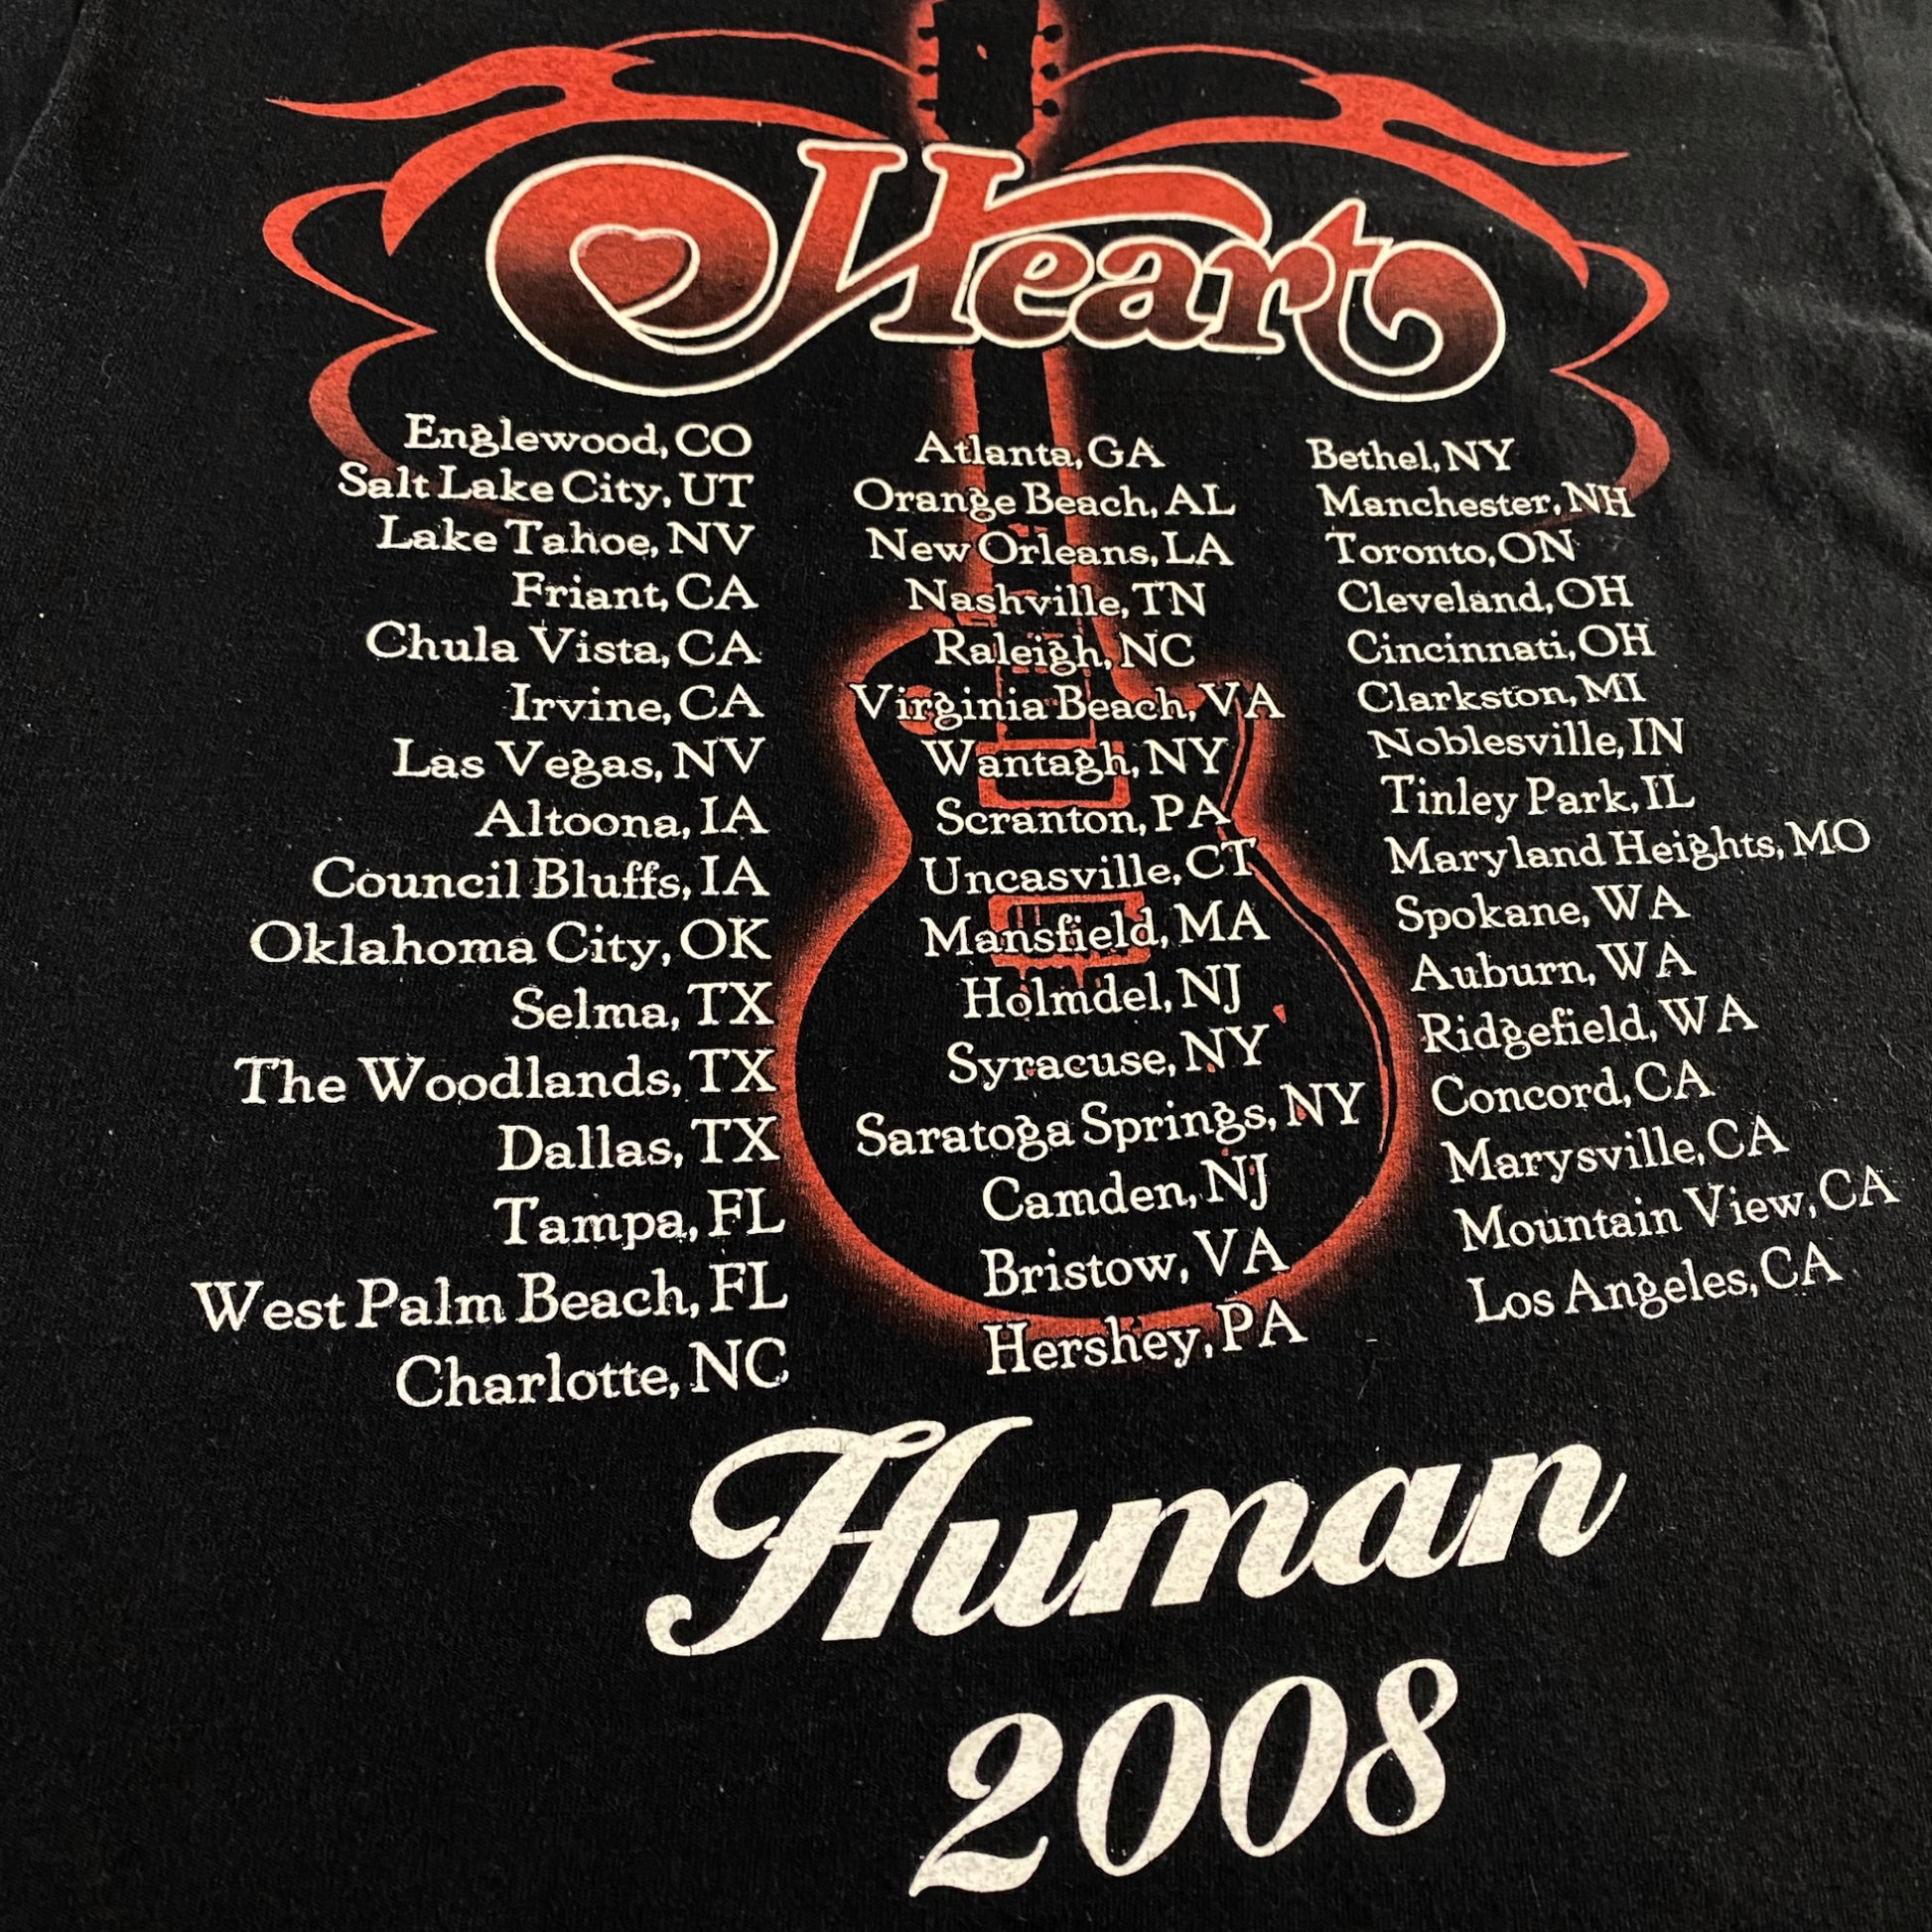 Heart
Englewood, CO
Salt Lake City, UT
Lake Tahoe, NV
Friant, CA
Chula Vista, CA
Irvine, CA
Las Vegas, NV
Altoona, IA
Council Bluffs, IA
Oklahoma City, OK
Selma, TX
The Woodlands, TX
Dallas, TX
Tampa, FL
West Palm Beach, FL
Charlotte, NC
Atlanta, GA
Orange Beach, AL
New Orleans, LA
Nashville, TN
Raleigh, NC
Virginia Beach, VA
Wantagh, NY
Scranton, PA
Uncasville, CT
Mansfield, MA
Holmdel, NJ
Syracuse, NY
Saratoga Springs, NY
Camden, NJ
Bristow, VA
Hershey, PA
Bethel, NY
Manchester, NH
Toronto, ON
Cleveland, OH
Cincinnati, OH
Clarkston, MI
Noblesville, IN
Tinley Park, IL
Maryland Heights, MO
Spokane, WA
Auburn, WA
Ridgefield, WA
Concord, CA
Marysville, CA
Mountain View, CA
Los Angeles, CA
Human
2008